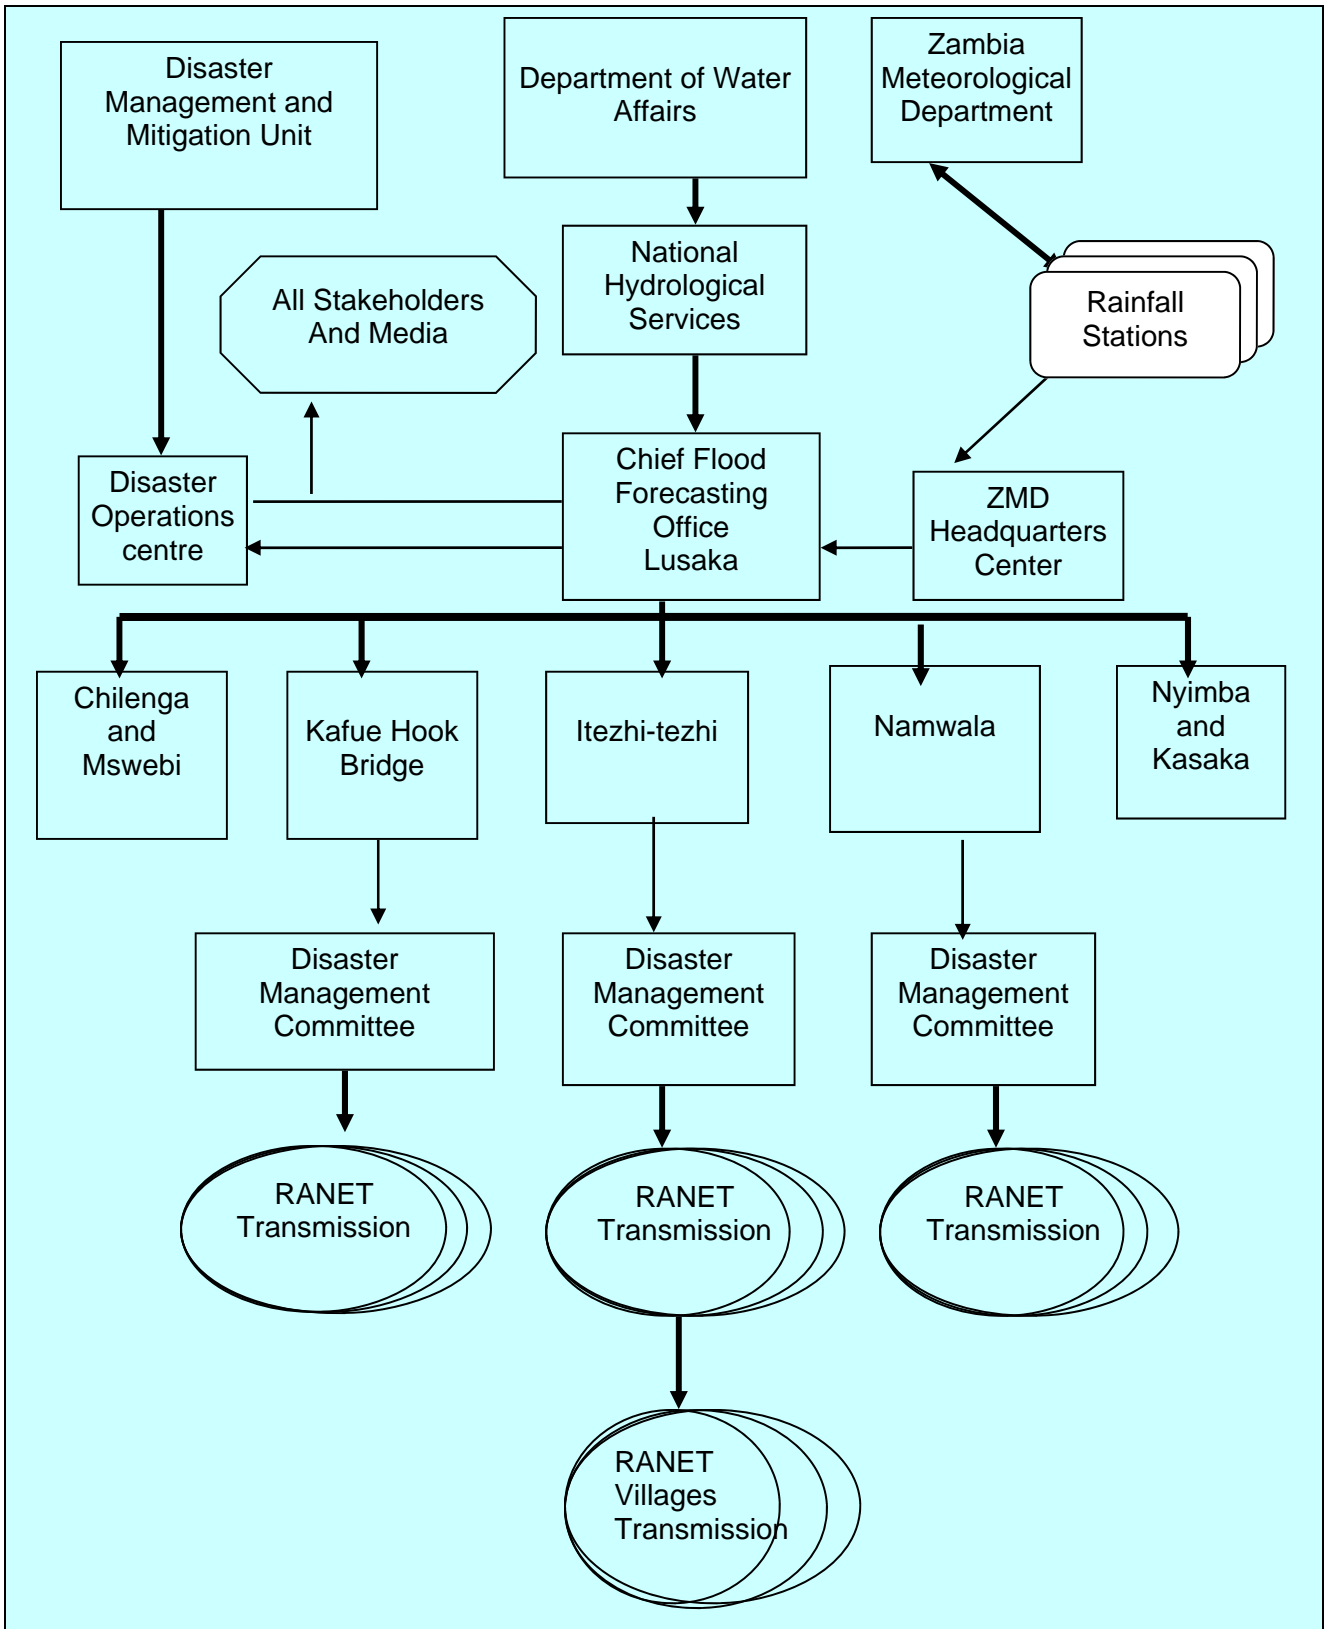 Disaster
Management and
Mitigation Unit
Department of Water
Affairs
Zambia
Meteorological
Department
National
Hydrological
Services
All Stakeholders
And Media
Rainfall
Stations
Disaster
Operations
centre
Chief Flood
Forecasting
Office
Lusaka
ZMD
Headquarters
Center
Chilenga
and
Mswebi
Kafue Hook
Bridge
Itezhi-tezhi
Namwala
Nyimba
and
Kasaka
Disaster
Management
Committee
Disaster
Management
Committee
Disaster
Management
Committee
RANET
Transmission
RANET
Transmission
RANET
Transmission
RANET
Villages
Transmission